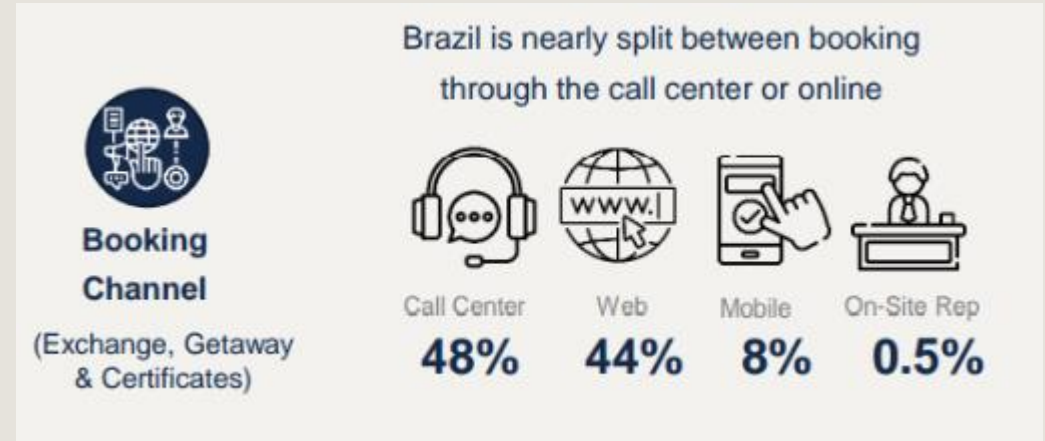 Brazil is nearly split between booking
through the call center or online
Booking
Channel
(Exchange, Getaway
& Certificates)
www.
Call Center
Web
Mobile
On-Site Rep
48%
44%
8%
0.5%